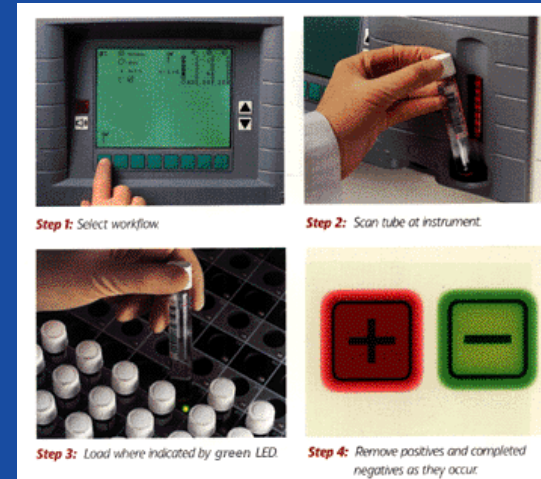 Step 1: Select workflow.
Step 2: Scan tube at instrument.
Step 3: Load where indicated by green LED.
Step 4: Remove positives and completed
negatives as they occur.